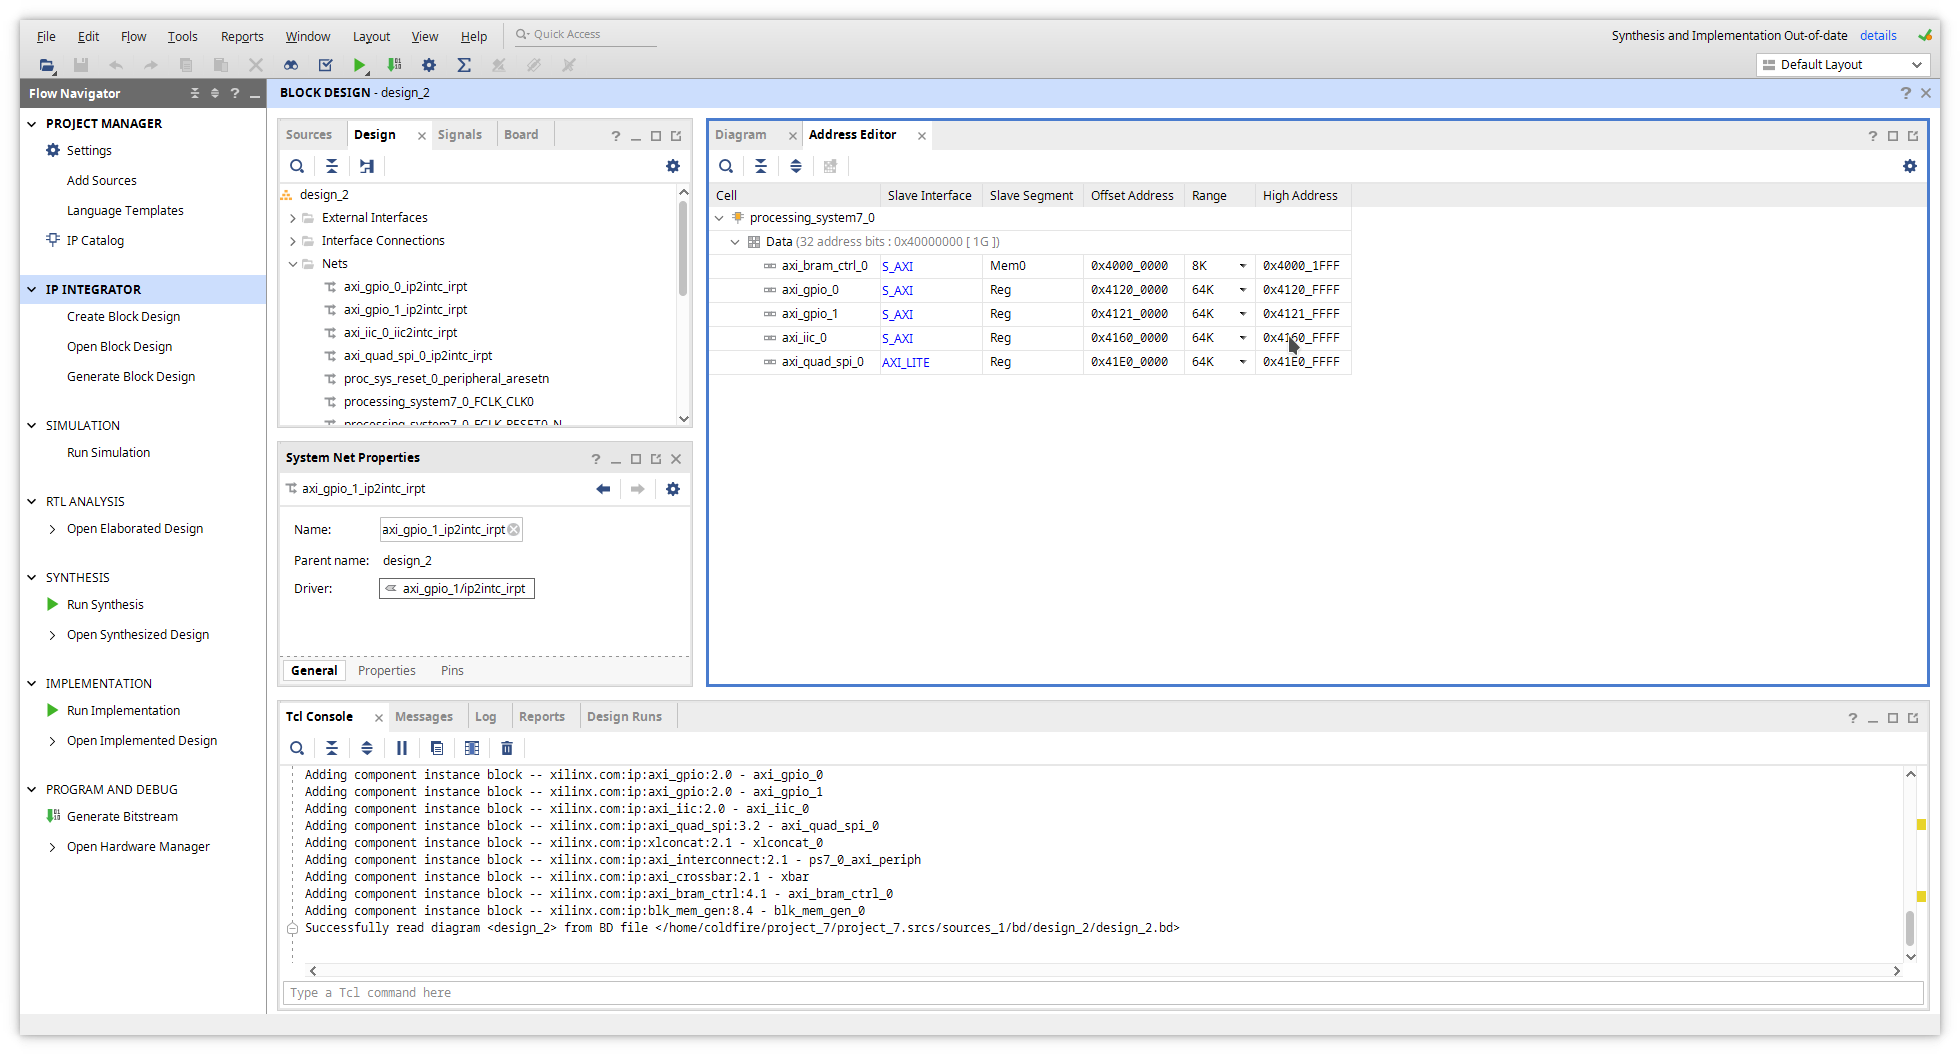 File Edit Flow Tools Reports Window Layout View Help Quick Access
Synthesis and Implementation Out-of-date details
Default Layout
Flow Navigator
PROJECT MANAGER
Settings
Add Sources
Language Templates
IP Catalog
IP INTEGRATOR
Create Block Design
Open Block Design
Generate Block Design
SIMULATION
Run Simulation
RTL ANALYSIS
Open Elaborated Design
SYNTHESIS
Run Synthesis
Open Synthesized Design
IMPLEMENTATION
Run Implementation
Open Implemented Design
PROGRAM AND DEBUG
Generate Bitstream
Open Hardware Manager
BLOCK DESIGN - design_2
Sources Design Signals Board
design_2
External Interfaces
Interface Connections
Nets
axi_gpio_0_ip2intc_irpt
axi_gpio_1_ip2intc_irpt
axi_iic_0_iic2intc_irpt
axi_quad_spi_0_ip2intc_irpt
proc_sys_reset_0_peripheral_aresetn
processing_system7_0_FCLK_CLK0
processing_system7_0_FCLK_RESET0_N
System Net Properties
axi_gpio_1_ip2intc_irpt
Name: axi_gpio_1_ip2intc_irpt
Parent name: design_2
Driver: axi_gpio_1/ip2intc_irpt
General Properties Pins
Diagram Address Editor
Cell Slave Interface Slave Segment Offset Address Range High Address
processing_system7_0
Data (32 address bits : 0x40000000 [ 1G ])
axi_bram_ctrl_0 S_AXI Mem0 0x4000_0000 8K 0x4000_1FFF
axi_gpio_0 S_AXI Reg 0x4120_0000 64K 0x4120_FFFF
axi_gpio_1 S_AXI Reg 0x4121_0000 64K 0x4121_FFFF
axi_iic_0 S_AXI Reg 0x4160_0000 64K 0x4160_FFFF
axi_quad_spi_0 AXI_LITE Reg 0x41E0_0000 64K 0x41E0_FFFF
Tcl Console Messages Log Reports Design Runs
Adding component instance block -- xilinx.com:ip:axi_gpio:2.0 - axi_gpio_0
Adding component instance block -- xilinx.com:ip:axi_gpio:2.0 - axi_gpio_1
Adding component instance block -- xilinx.com:ip:axi_iic:2.0 - axi_iic_0
Adding component instance block -- xilinx.com:ip:axi_quad_spi:3.2 - axi_quad_spi_0
Adding component instance block -- xilinx.com:ip:xlconcat:2.1 - xlconcat_0
Adding component instance block -- xilinx.com:ip:axi_interconnect:2.1 - ps7_0_axi_periph
Adding component instance block -- xilinx.com:ip:axi_crossbar:2.1 - xbar
Adding component instance block -- xilinx.com:ip:axi_bram_ctrl:4.1 - axi_bram_ctrl_0
Adding component instance block -- xilinx.com:ip:blk_mem_gen:8.4 - blk_mem_gen_0
Successfully read diagram <design_2> from BD file </home/coldfire/project_7/project_7.srcs/sources_1/bd/design_2/design_2.bd>
Type a Tcl command here